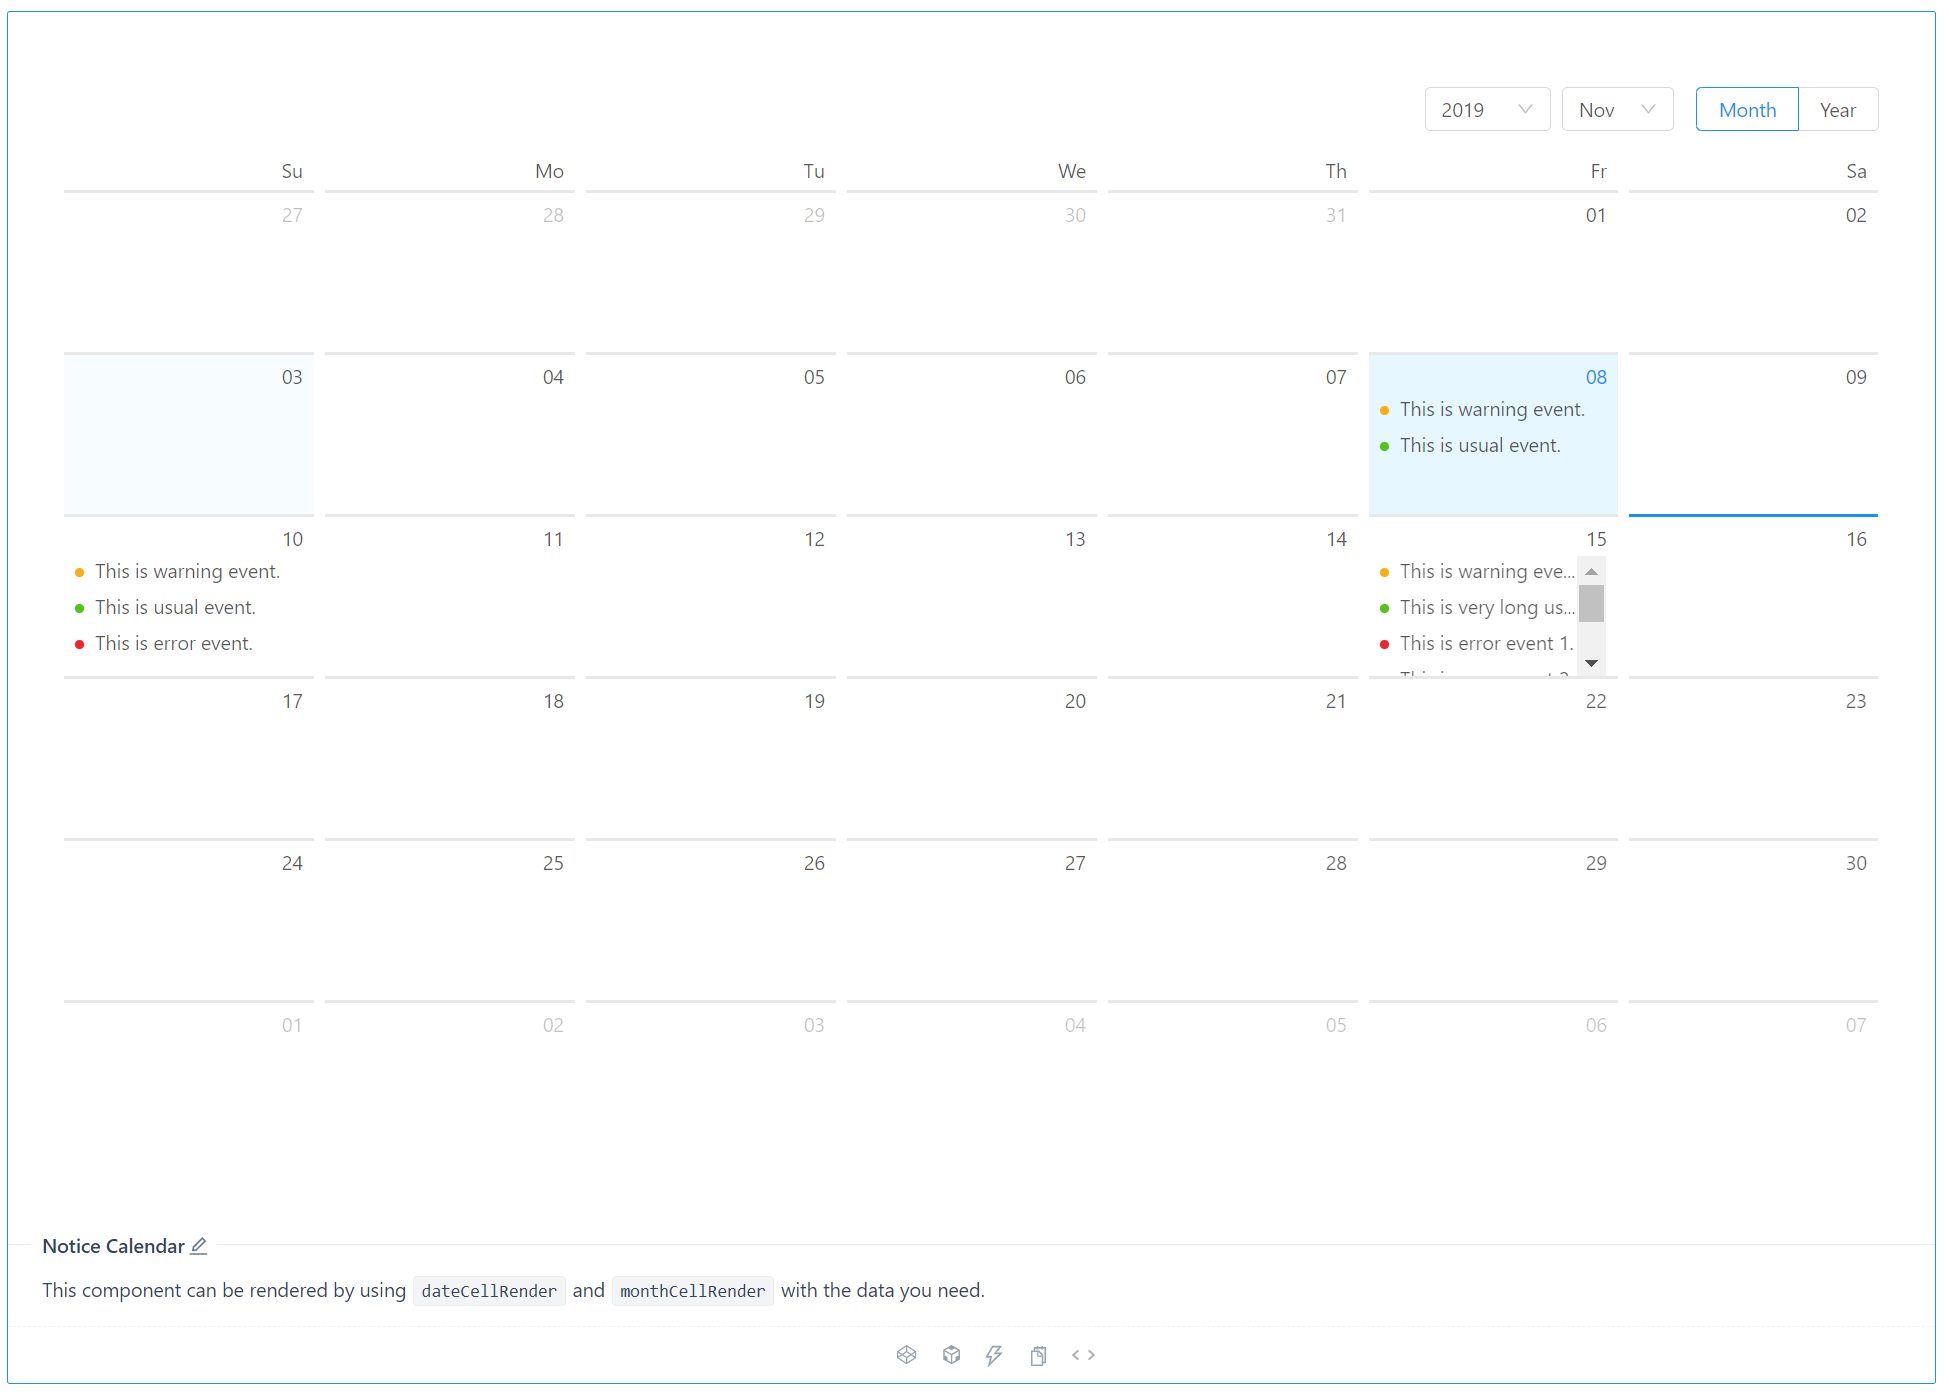 2019 Nov Month Year
Su Mo Tu We Th Fr Sa
27 28 29 30 31 01 02
03 04 05 06 07 08 09
This is warning event.
This is usual event.
10 11 12 13 14 15 16
This is warning event.
This is usual event.
This is error event.
This is warning eve...
This is very long us...
This is error event 1.
17 18 19 20 21 22 23
24 25 26 27 28 29 30
01 02 03 04 05 06 07
Notice Calendar
This component can be rendered by using dateCellRender and monthCellRender with the data you need.